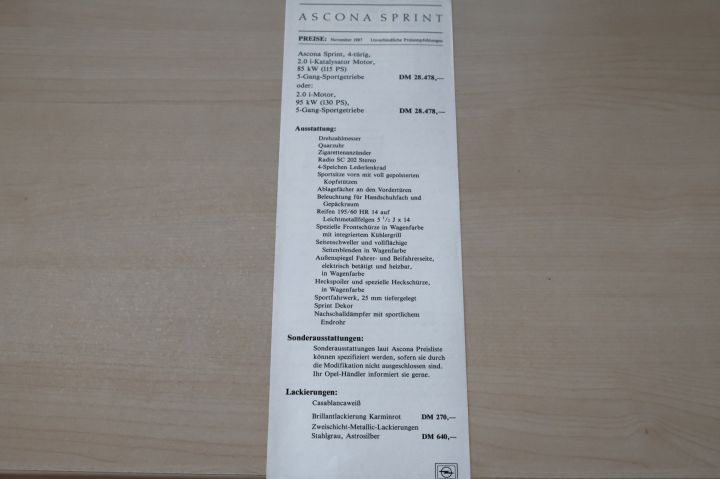 ASCONA SPRINT
PREISE: November 1987 Unverbindliche Preisempfehlungen
Ascona Sprint, 4-türig,
2.0 i-Katalysator Motor,
85 kW (115 PS)
5-Gang-Sportgetriebe DM 28.478,—
oder:
2.0 i-Motor,
95 kW (130 PS),
5-Gang-Sportgetriebe DM 28.478,—
Ausstattung:
Drehzahlmesser
Quarzuhr
Zigarettenanzünder
Radio SC 202 Stereo
4-Speichen Lederlenkrad
Sportsitze vorn mit voll gepolsterten
Kopfstützen
Ablagefächer an den Vordertüren
Beleuchtung für Handschuhfach und
Gepäckraum
Reifen 195/60 HR 14 auf
Leichtmetallfelgen 5 1/2 J x 14
Spezielle Frontschürze in Wagenfarbe
mit integriertem Kühlergrill
Seitenschweller und vollflächige
Seitenblenden in Wagenfarbe
Außenspiegel Fahrer- und Beifahrerseite,
elektrisch betätigt und heizbar,
in Wagenfarbe
Heckspoiler und spezielle Heckschürze,
in Wagenfarbe
Sportfahrwerk, 25 mm tiefergelegt
Sprint Dekor
Nachschalldämpfer mit sportlichem
Endrohr
Sonderausstattungen:
Sonderausstattungen laut Ascona Preisliste
können spezifiziert werden, sofern sie durch
die Modifikation nicht ausgeschlossen sind.
Ihr Opel-Händler informiert sie gerne.
Lackierungen:
Casablancaweiß
Brillantlackierung Karminrot DM 270,—
Zweischicht-Metallic-Lackierungen
Stahlgrau, Astrosilber DM 640,—